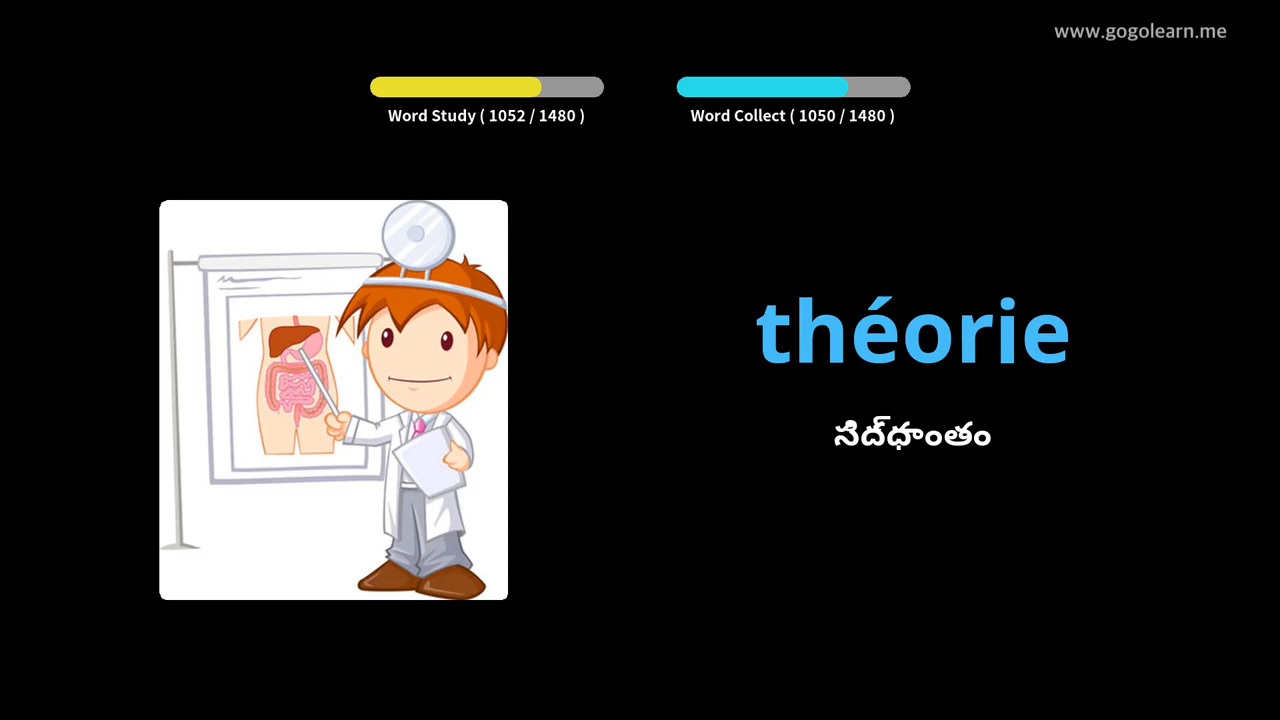 www.gogolearn.me
Word Study ( 1052 / 1480 )
Word Collect ( 1050 / 1480 )
théorie
సిద్ధాంతం